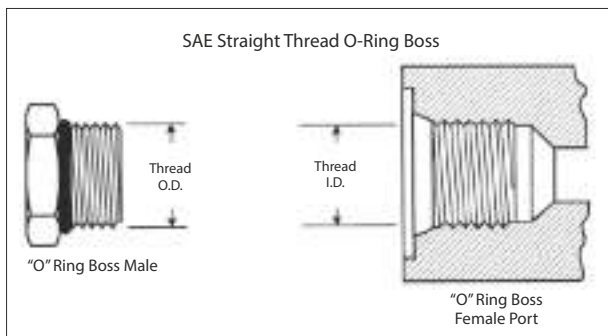 SAE Straight Thread O-Ring Boss
Thread
O.D.
Thread
I.D.
"O" Ring Boss Male
"O" Ring Boss
Female Port